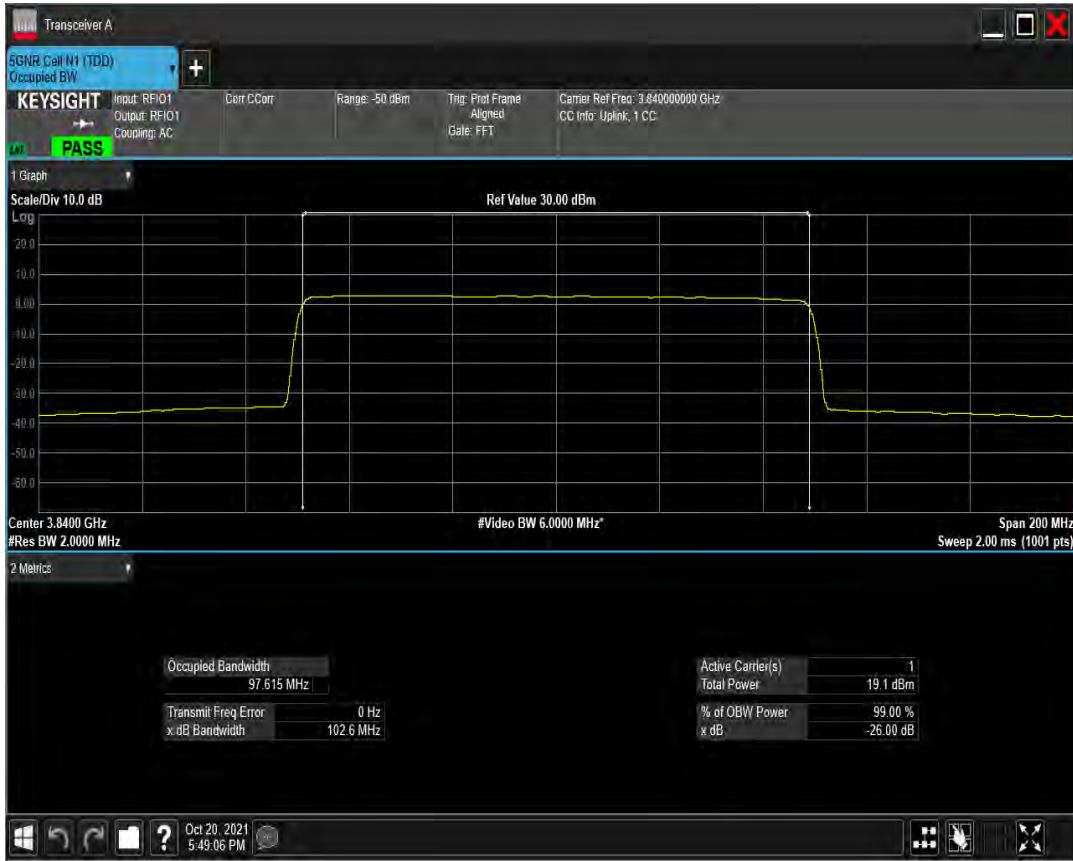 Transceiver A
5GNR Cell N1 (TDD)
Occupied BW
+
KEYSIGHT
PASS
Input: RFIO1
Output: RFIO1
Coupling: AC
Corr CCorr
Range: -50 dBm
Trig: Prot Frame
Aligned
Gate: FFT
Carrier Ref Freq: 3.840000000 GHz
CC Info: Uplink, 1 CC
1 Graph
Scale/Div 10.0 dB
Ref Value 30.00 dBm
Log
20.0
10.0
0.00
-10.0
-20.0
-30.0
-40.0
-50.0
-60.0
Center 3.8400 GHz
#Video BW 6.0000 MHz*
Span 200 MHz
#Res BW 2.0000 MHz
Sweep 2.00 ms (1001 pts)
2 Metrics
Occupied Bandwidth
97.615 MHz
Transmit Freq Error 0 Hz
x dB Bandwidth 102.6 MHz
Active Carrier(s) 1
Total Power 19.1 dBm
% of OBW Power 99.00 %
x dB -26.00 dB
?
Oct 20, 2021
5:49:06 PM